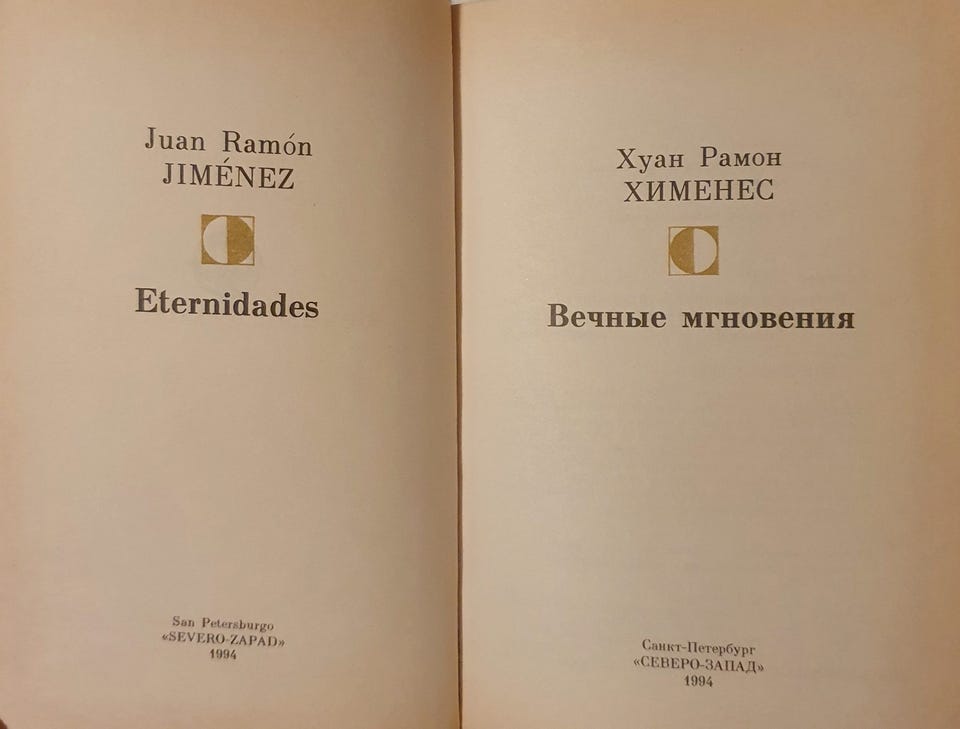 Juan Ramón
JIMÉNEZ
Eternidades
San Petersburgo
«SEVERO-ZAPAD»
1994
Хуан Рамон
ХИМЕНЕС
Вечные мгновения
Санкт-Петербург
«СЕВЕРО-ЗАПАД»
1994